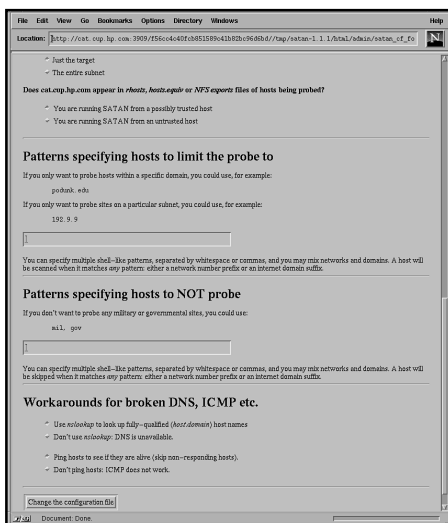 File Edit View Go Bookmarks Options Directory Windows Help
Location: http://cat.cup.hp.com:3909/f56cc4c40fcb851589c41b82bc96d6bd//tmp/satan-1.1.1/html/admin/satan_cf_fo
N
Just the target
The entire subnet
Does cat.cup.hp.com appear in rhosts, hosts.equiv or NFS exports files of hosts being probed?
You are running SATAN from a possibly trusted host
You are running SATAN from an untrusted host
Patterns specifying hosts to limit the probe to
If you only want to probe hosts within a specific domain, you could use, for example:
podunk.edu
If you only want to probe sites on a particular subnet, you could use, for example:
192.9.9
You can specify multiple shell-like patterns, separated by whitespace or commas, and you may mix networks and domains. A host will
be scanned when it matches any pattern: either a network number prefix or an internet domain suffix.
Patterns specifying hosts to NOT probe
If you don't want to probe any military or governmental sites, you could use:
mil, gov
You can specify multiple shell-like patterns, separated by whitespace or commas, and you may mix networks and domains. A host will
be skipped when it matches any pattern: either a network number prefix or an internet domain suffix.
Workarounds for broken DNS, ICMP etc.
Use nslookup to look up fully-qualified (host.domain) host names
Don't use nslookup: DNS is unavailable.
Ping hosts to see if they are alive (skip non-responding hosts).
Don't ping hosts: ICMP does not work.
Change the configuration file
Document: Done.